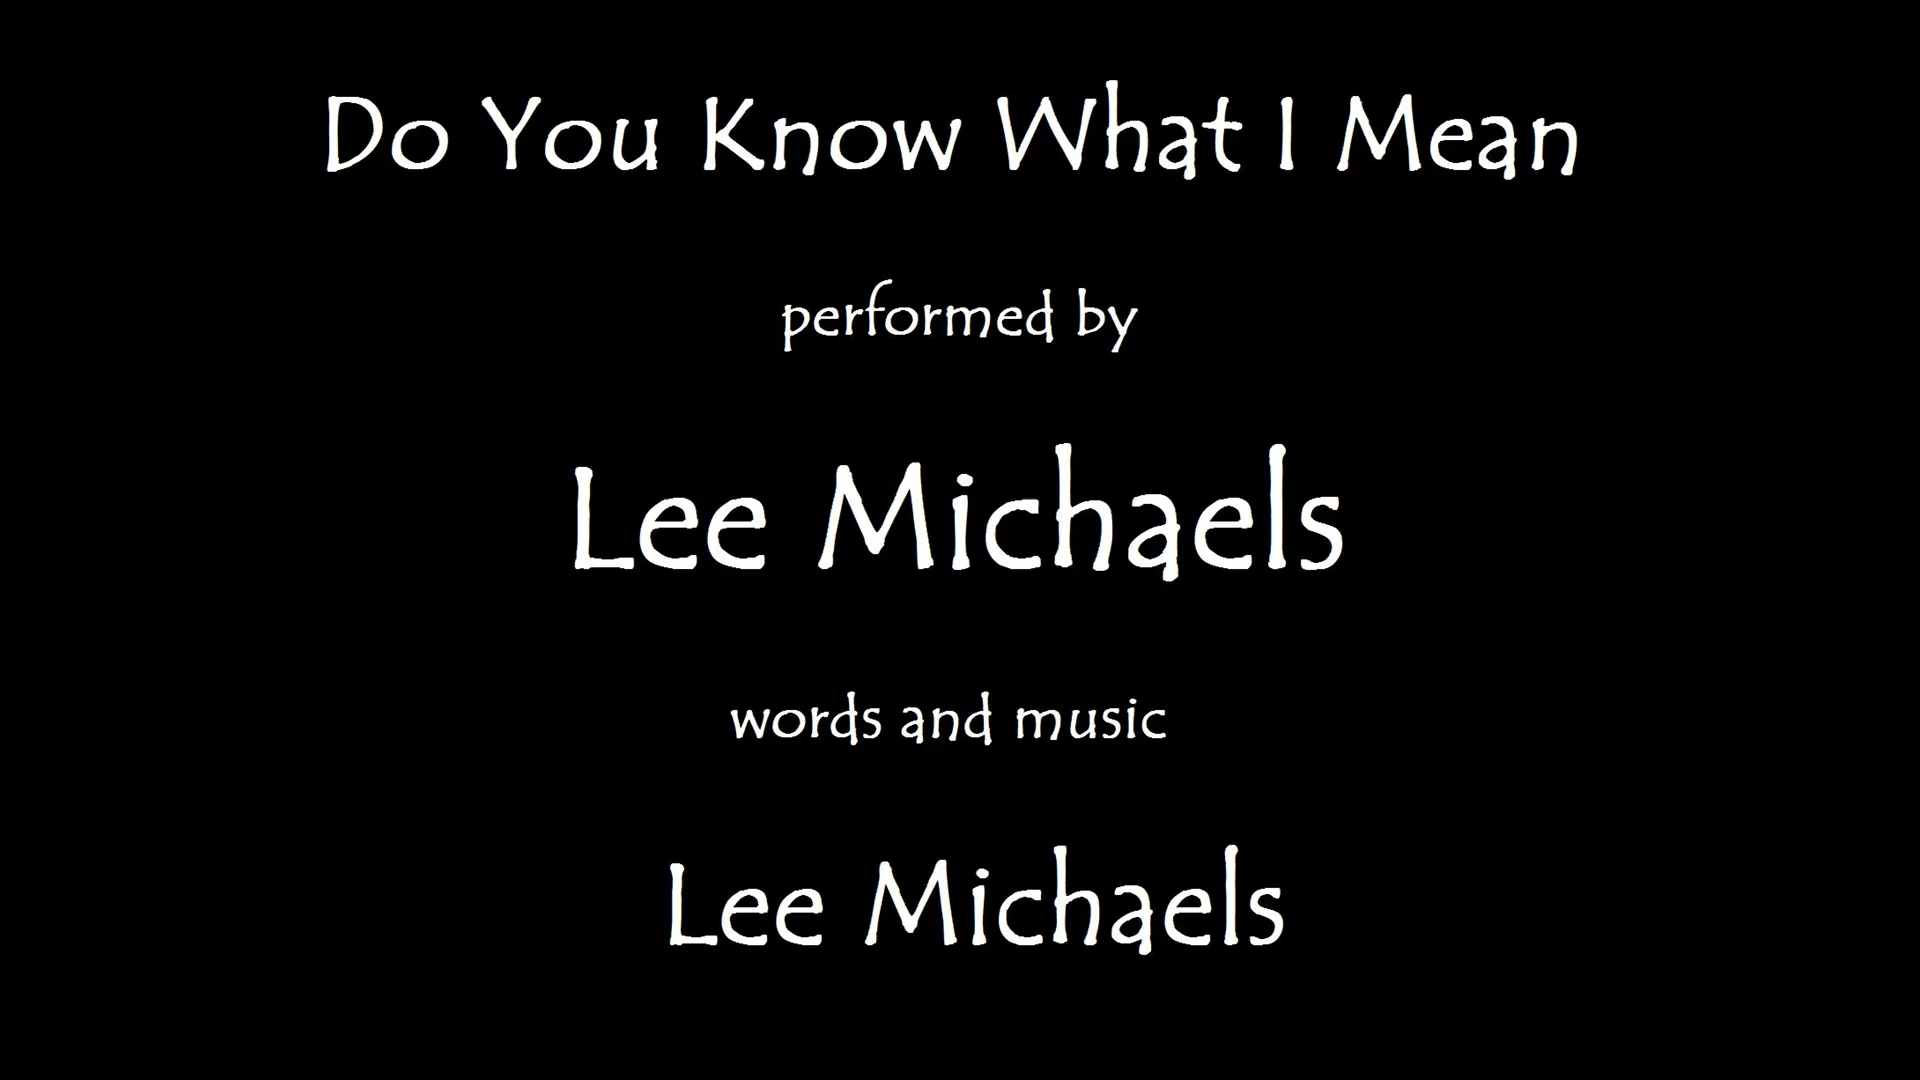 Do You Know What I Mean
performed by
Lee Michaels
words and music
Lee Michaels